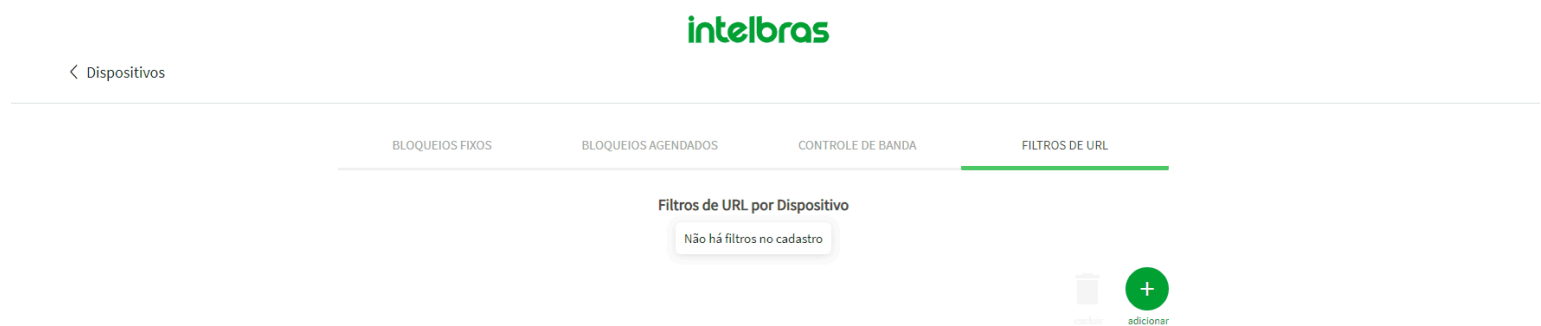 intelbras
Dispositivos
BLOQUEIOS FIXOS BLOQUEIOS AGENDADOS CONTROLE DE BANDA FILTROS DE URL
Filtros de URL por Dispositivo
Não há filtros no cadastro
excluir adicionar